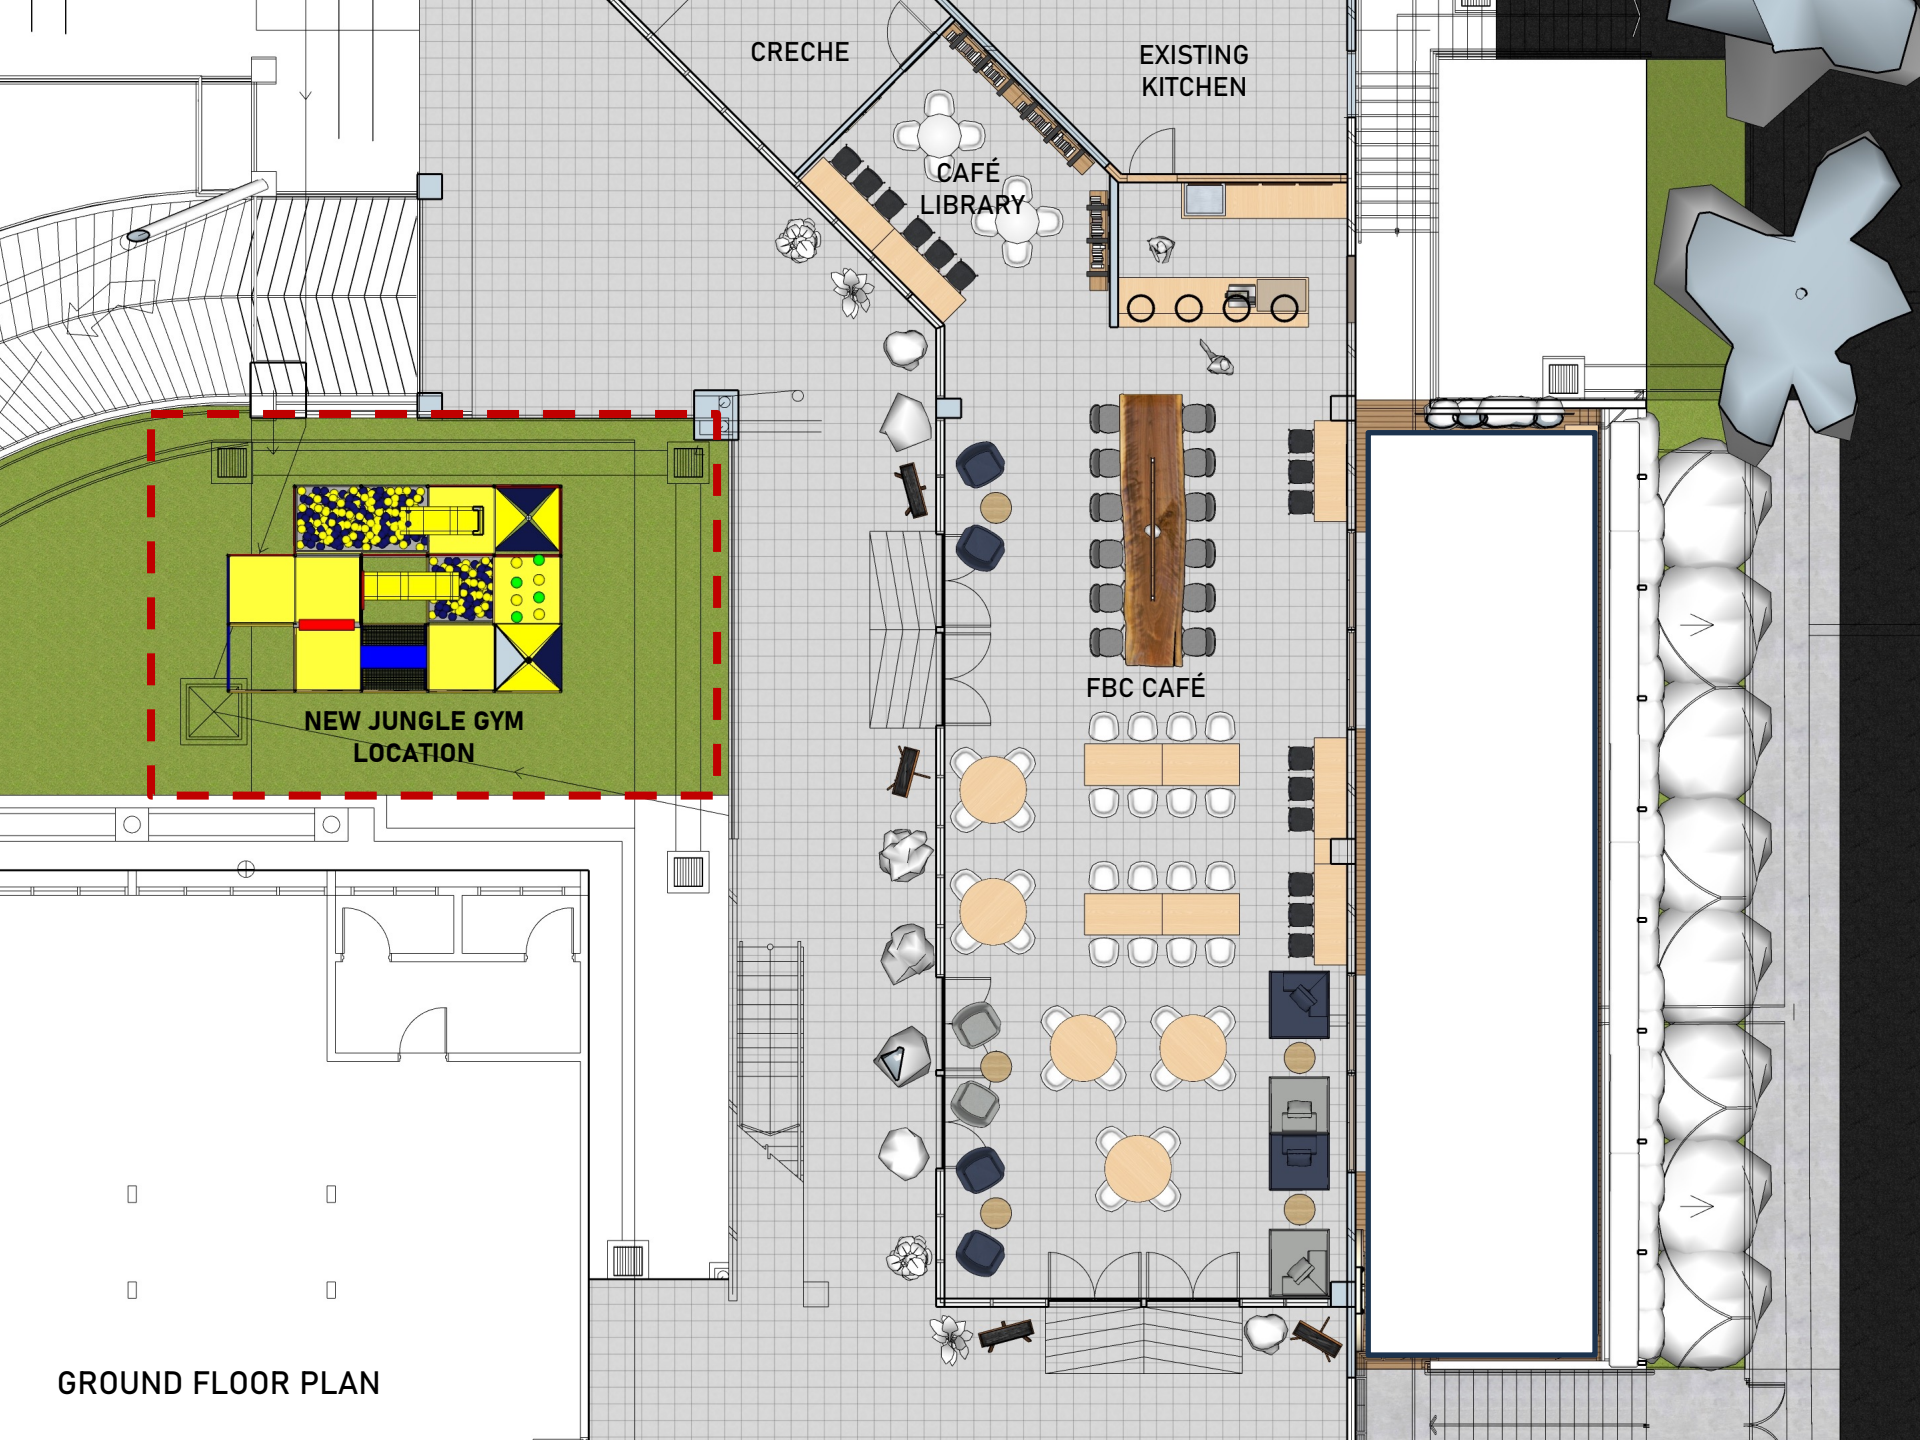 CRECHE
EXISTING
KITCHEN
CAFÉ
LIBRARY
FBC CAFÉ
NEW JUNGLE GYM
LOCATION
GROUND FLOOR PLAN